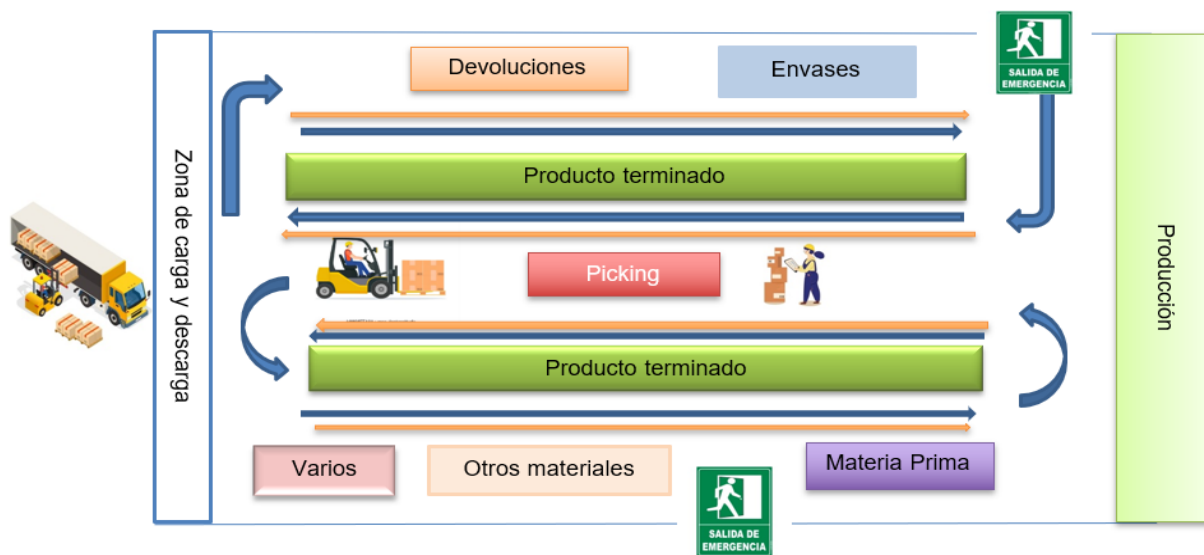 Devoluciones
Envases
SALIDA DE
EMERGENCIA
Zona de carga y descarga
Producto terminado
Picking
Producción
Producto terminado
Varios
Otros materiales
Materia Prima
SALIDA DE
EMERGENCIA